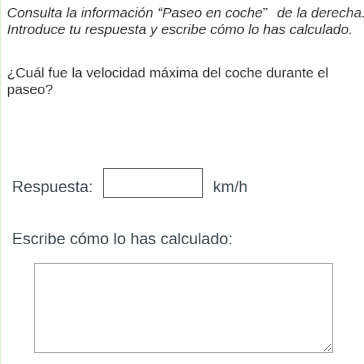 Consulta la información “Paseo en coche” de la derecha.
Introduce tu respuesta y escribe cómo lo has calculado.
¿Cuál fue la velocidad máxima del coche durante el
paseo?
Respuesta: km/h
Escribe cómo lo has calculado: